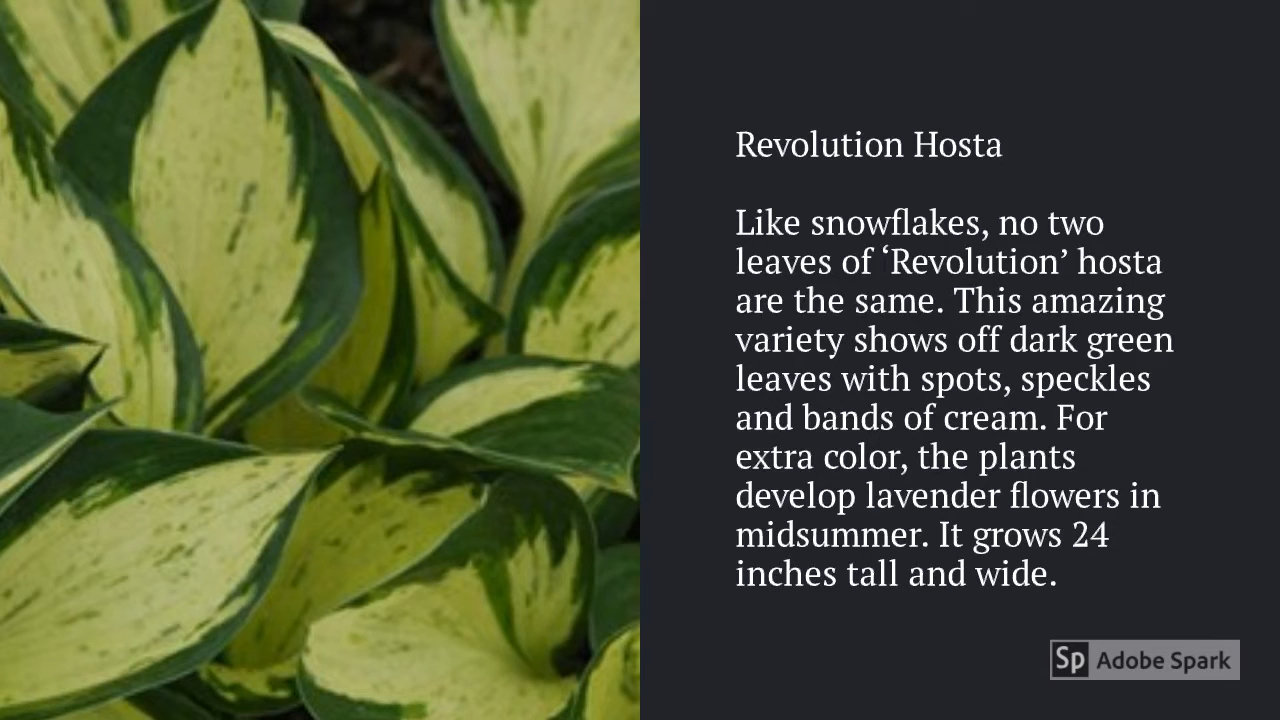 Revolution Hosta
Like snowflakes, no two
leaves of ‘Revolution’ hosta
are the same. This amazing
variety shows off dark green
leaves with spots, speckles
and bands of cream. For
extra color, the plants
develop lavender flowers in
midsummer. It grows 24
inches tall and wide.
Sp Adobe Spark